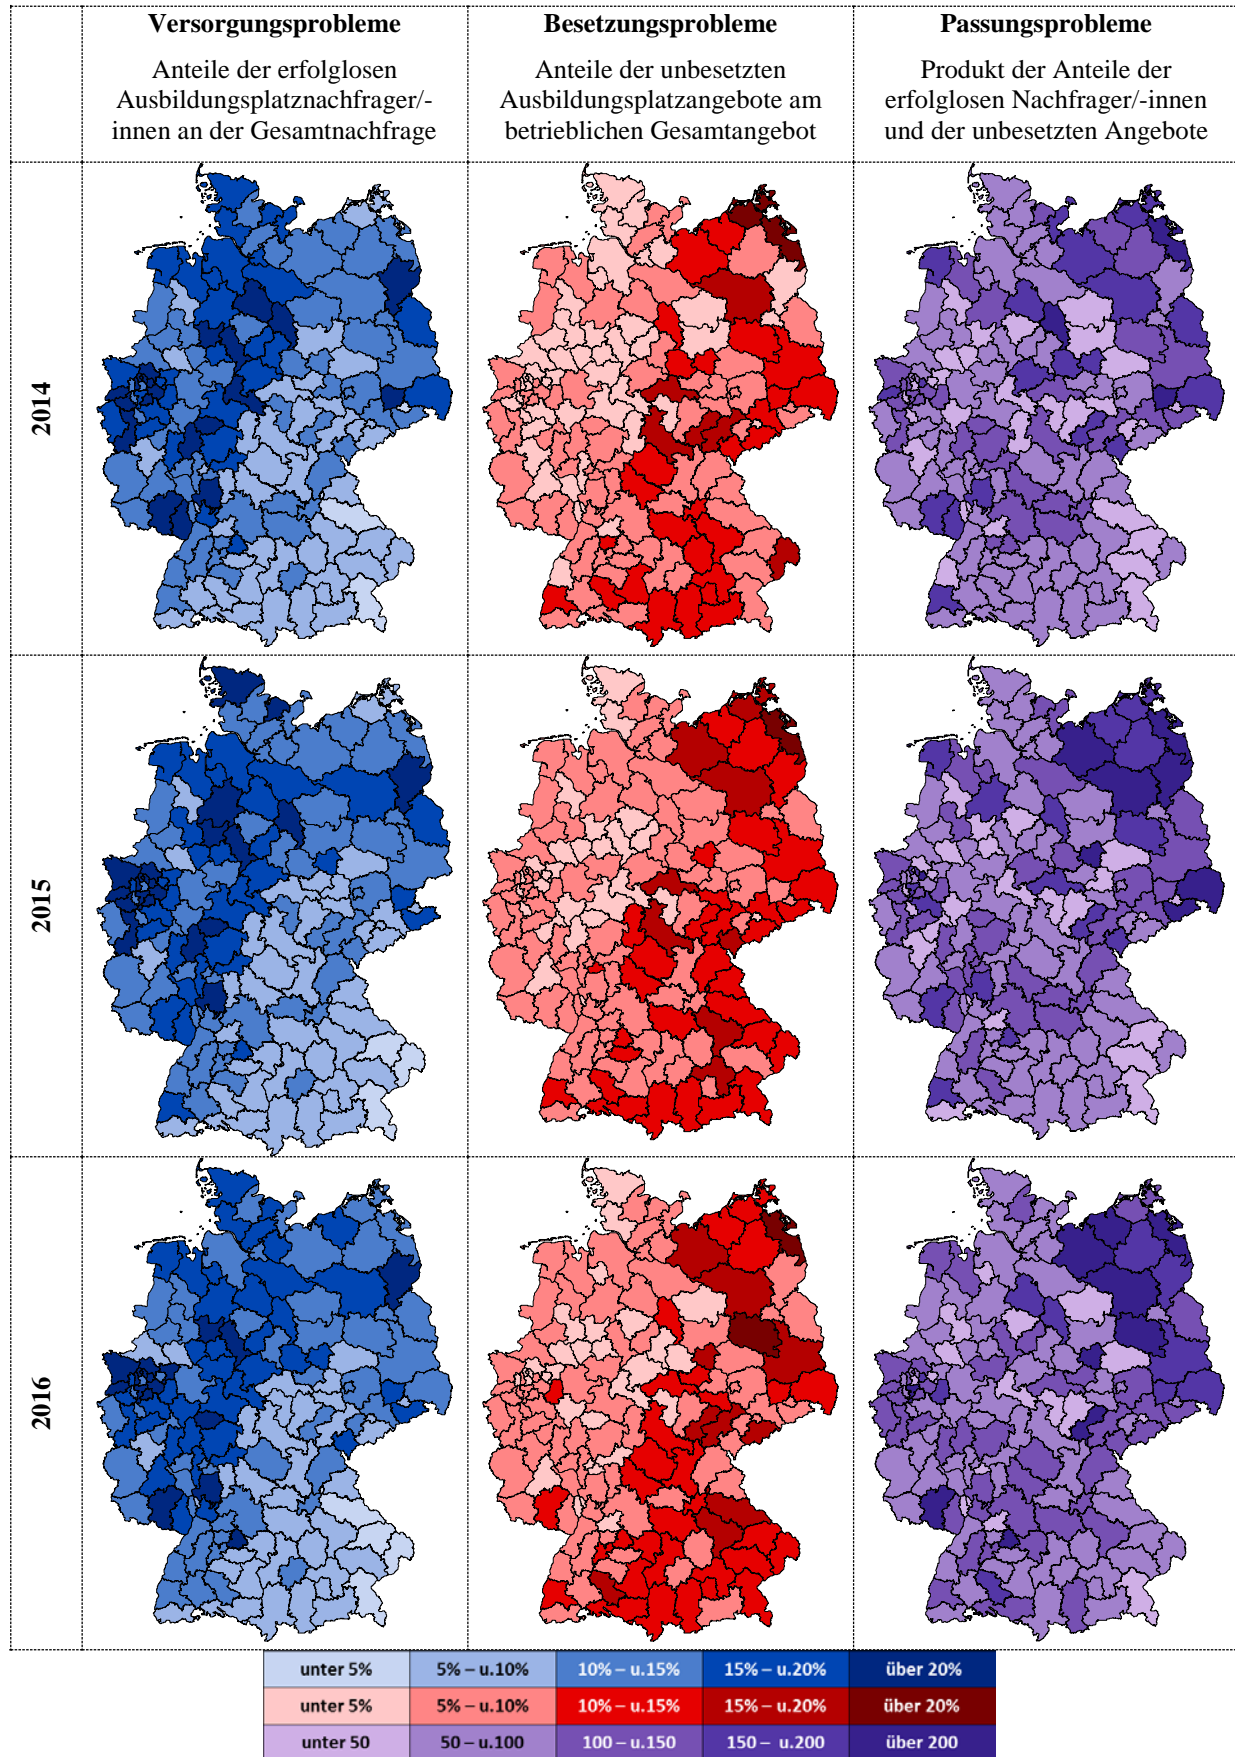 Versorgungsprobleme
Anteile der erfolglosen
Ausbildungsplatznachfrager/-
innen an der Gesamtnachfrage
Besetzungsprobleme
Anteile der unbesetzten
Ausbildungsplatzangebote am
betrieblichen Gesamtangebot
Passungsprobleme
Produkt der Anteile der
erfolglosen Nachfrager/-innen
und der unbesetzten Angebote
2014
2015
2016
unter 5% 5% – u.10% 10% – u.15% 15% – u.20% über 20%
unter 5% 5% – u.10% 10% – u.15% 15% – u.20% über 20%
unter 50 50 – u.100 100 – u.150 150 – u.200 über 200